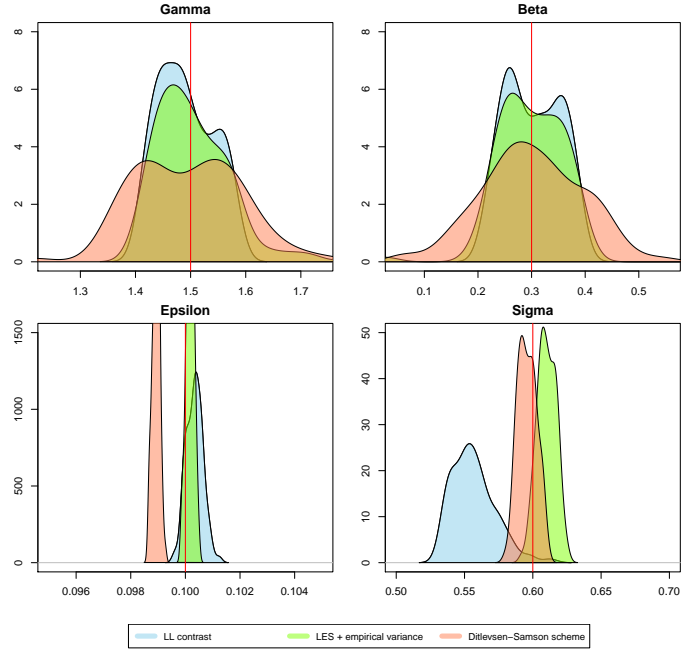 Gamma
Beta
8
6
4
2
0
1.3 1.4 1.5 1.6 1.7
8
6
4
2
0
0.1 0.2 0.3 0.4 0.5
Epsilon
Sigma
1500
1000
500
0
0.096 0.098 0.100 0.102 0.104
50
40
30
20
10
0
0.50 0.55 0.60 0.65 0.70
LL contrast LES + empirical variance Ditlevsen−Samson scheme